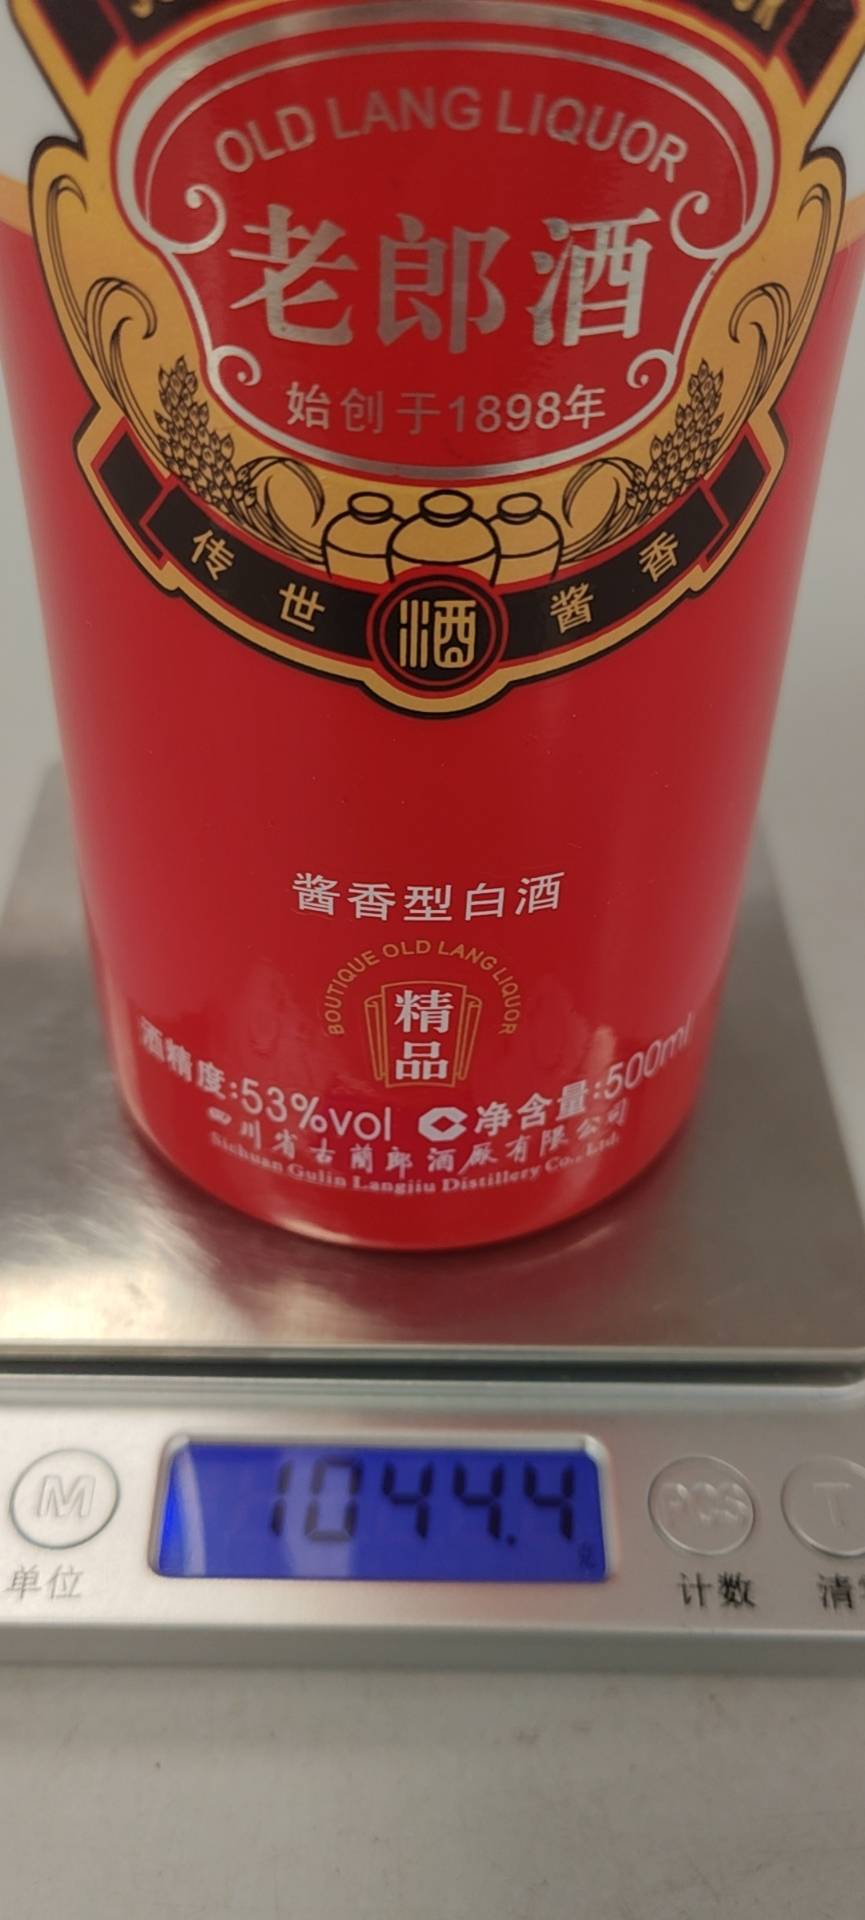 OLD LANG LIQUOR
老郎酒
始创于1898年
传世 酒 酱香
酱香型白酒
BOUTIQUE OLD LANG LIQUOR
精品
酒精度:53%vol 净含量:500ml
四川省古蔺郎酒厂有限公司
Sichuan Gulin Langjiu Distillery Co., Ltd.
1044.4
克
M PCS T
单位 计数 清